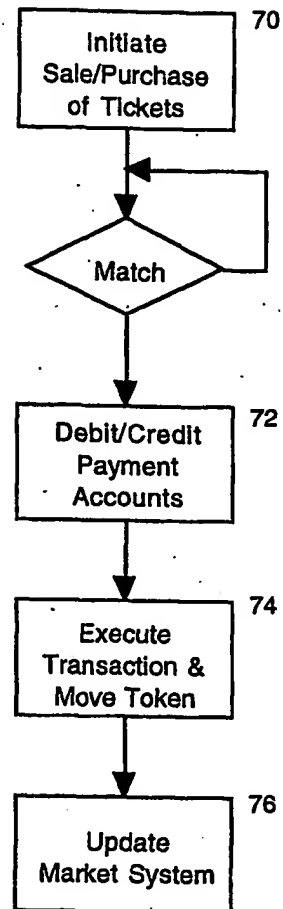 70
Initiate
Sale/Purchase
of Tickets
Match
72
Debit/Credit
Payment
Accounts
74
Execute
Transaction &
Move Token
76
Update
Market System